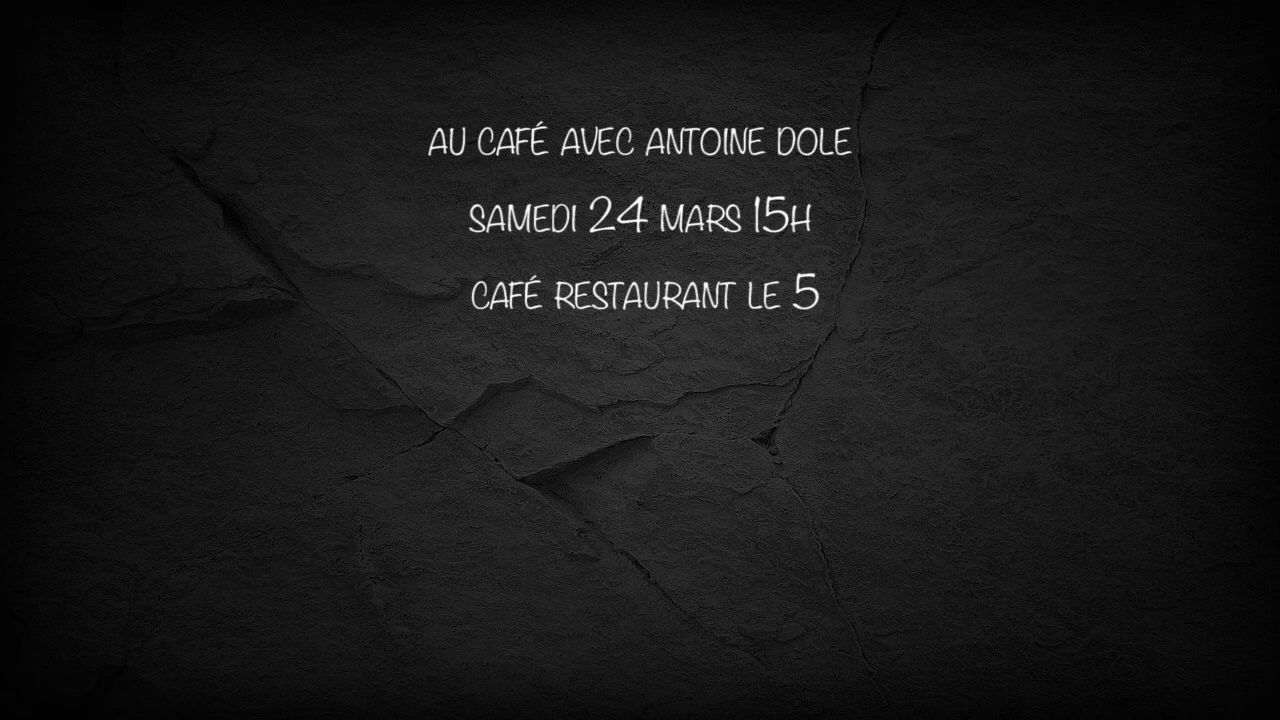 AU CAFÉ AVEC ANTOINE DOLE
SAMEDI 24 MARS 15H
CAFÉ RESTAURANT LE 5